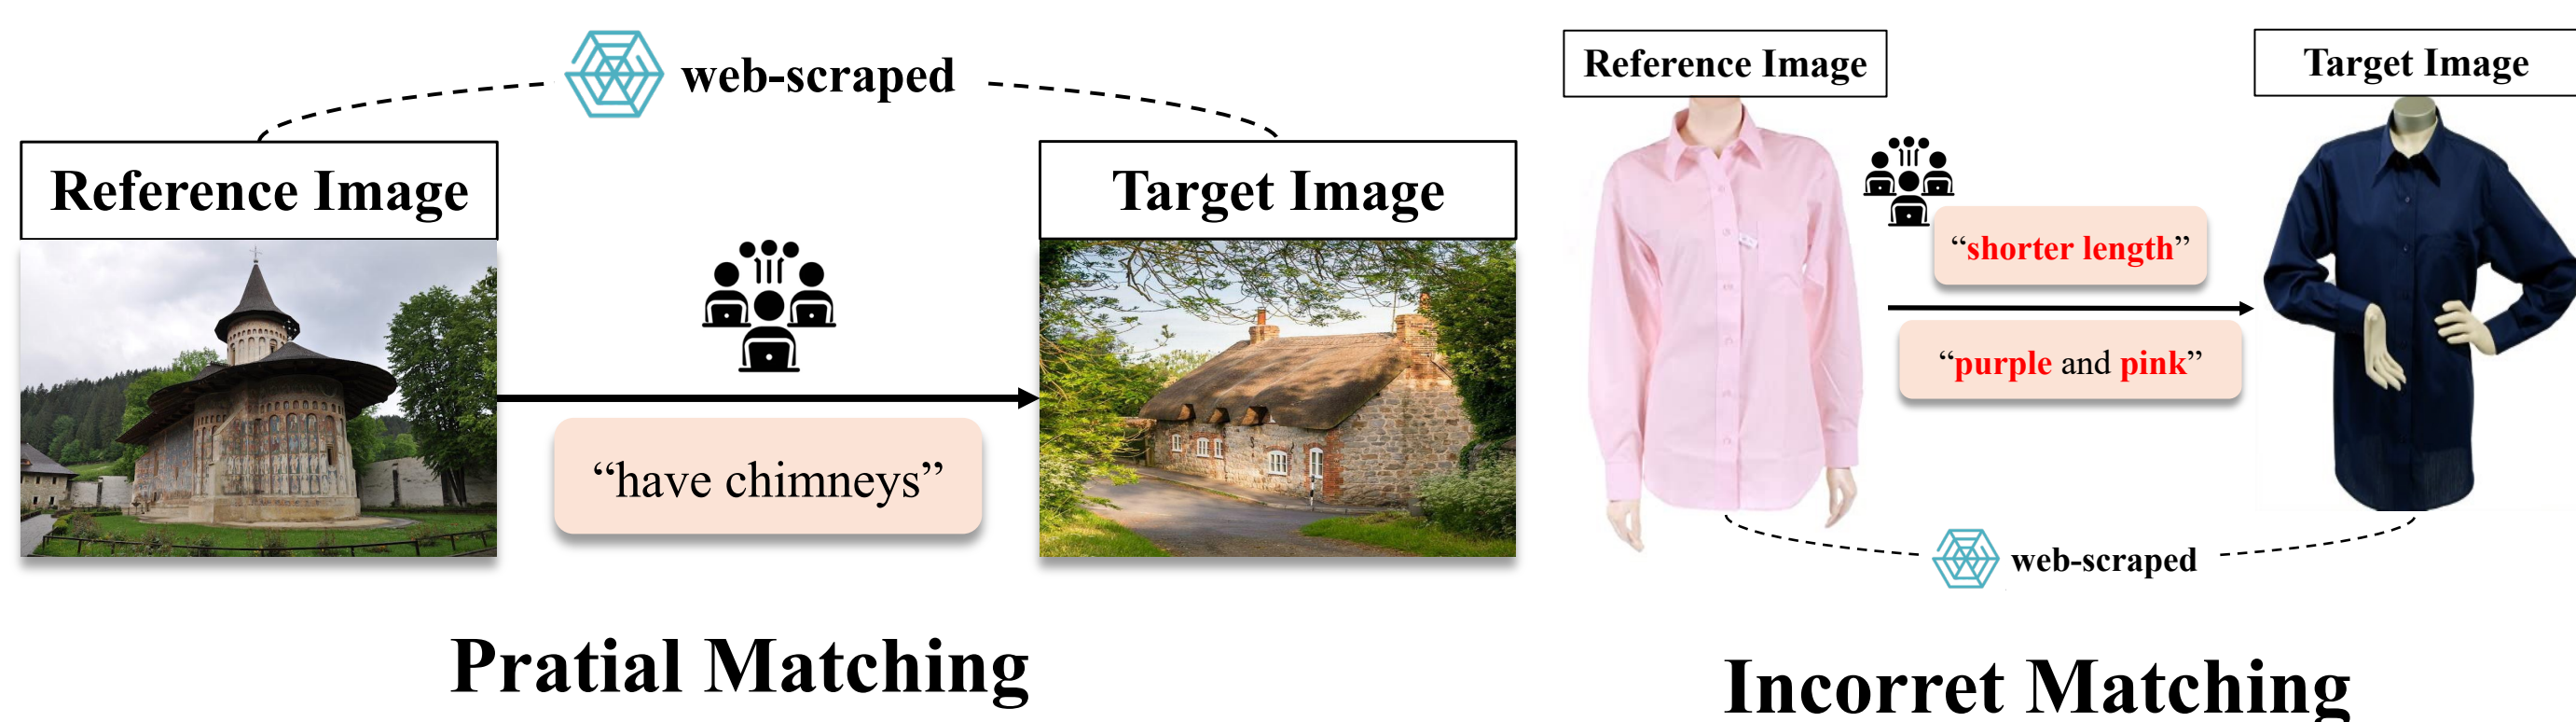 web-scraped
Reference Image
Target Image
“have chimneys”
Pratial Matching
Reference Image
Target Image
“shorter length”
“purple and pink”
web-scraped
Incorret Matching